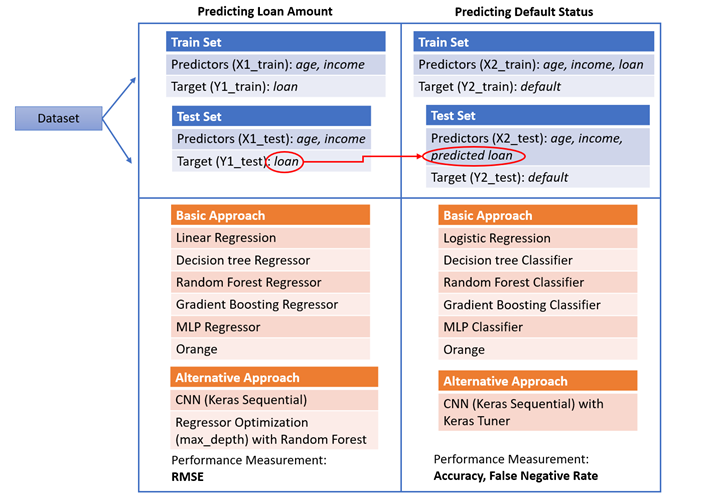 Predicting Loan Amount
Predicting Default Status
Dataset
Train Set
Predictors (X1_train): age, income
Target (Y1_train): loan
Test Set
Predictors (X1_test): age, income
Target (Y1_test): loan
Train Set
Predictors (X2_train): age, income, loan
Target (Y2_train): default
Test Set
Predictors (X2_test): age, income,
predicted loan
Target (Y2_test): default
Basic Approach
Linear Regression
Decision tree Regressor
Random Forest Regressor
Gradient Boosting Regressor
MLP Regressor
Orange
Alternative Approach
CNN (Keras Sequential)
Regressor Optimization
(max_depth) with Random Forest
Performance Measurement:
RMSE
Basic Approach
Logistic Regression
Decision tree Classifier
Random Forest Classifier
Gradient Boosting Classifier
MLP Classifier
Orange
Alternative Approach
CNN (Keras Sequential) with
Keras Tuner
Performance Measurement:
Accuracy, False Negative Rate